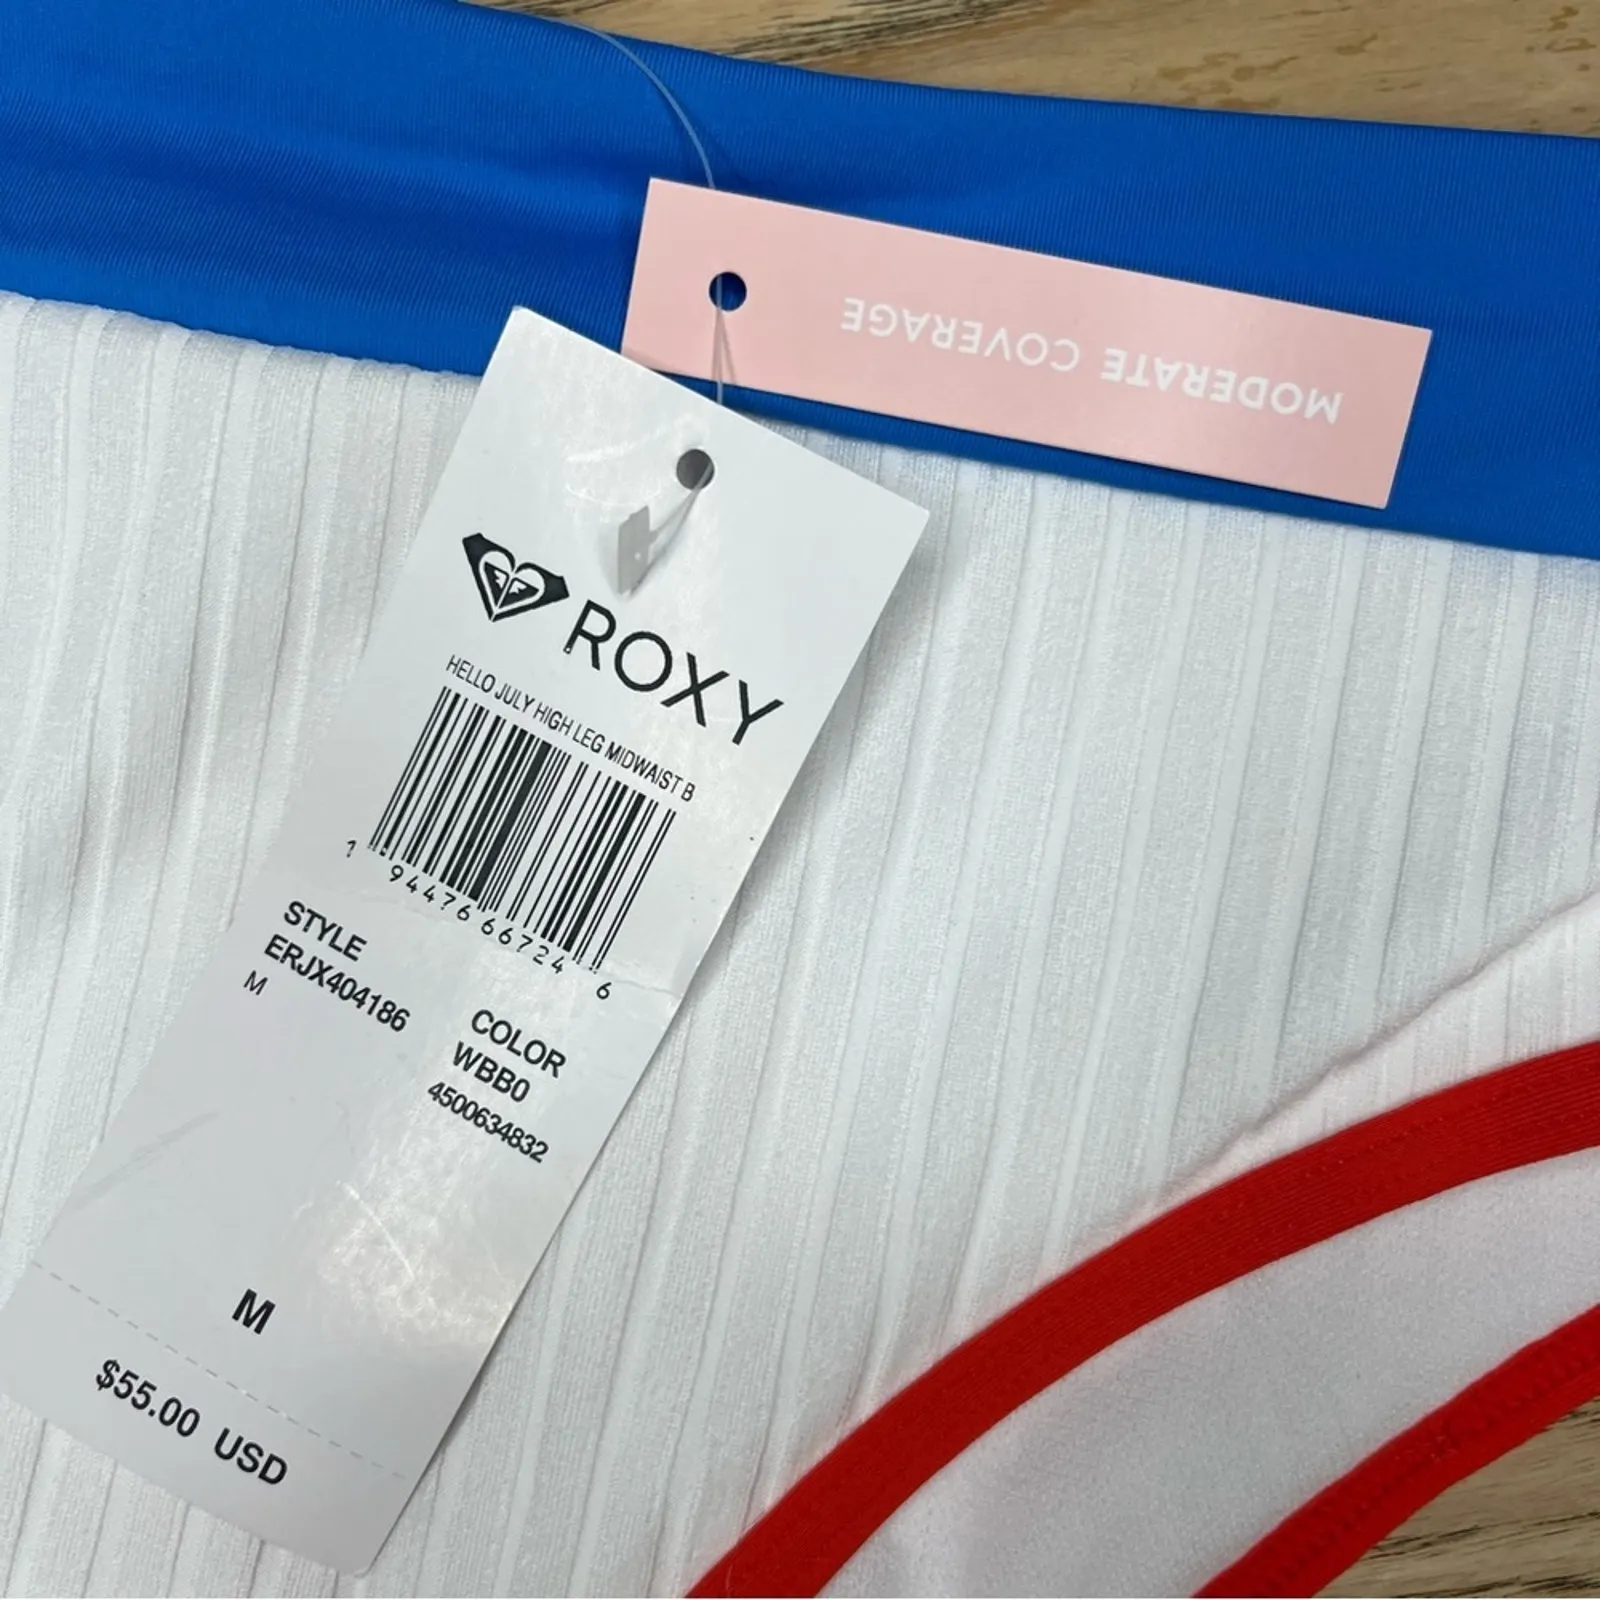 MODERATE COVERAGE
ROXY
HELLO JULY HIGH LEG MIDWAIST B
1 94476 66724 6
STYLE
ERJX404186
M
COLOR
WBB0
4500634832
M
$55.00 USD